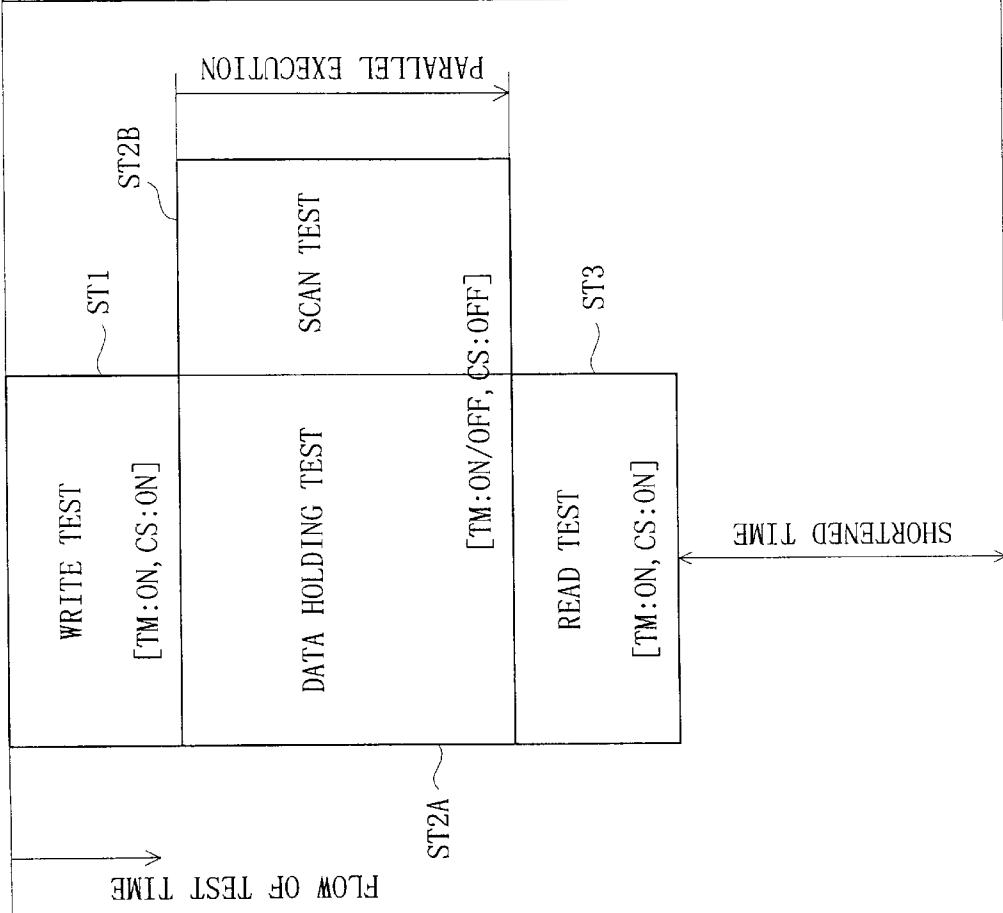 ST1
WRITE TEST
[TM:ON,CS:ON]
ST2B
PARALLEL EXECUTION
DATA HOLDING TEST
SCAN TEST
[TM:ON/OFF,CS:OFF]
ST2A
ST3
READ TEST
[TM:ON,CS:ON]
FLOW OF TEST TIME
SHORTENED TIME